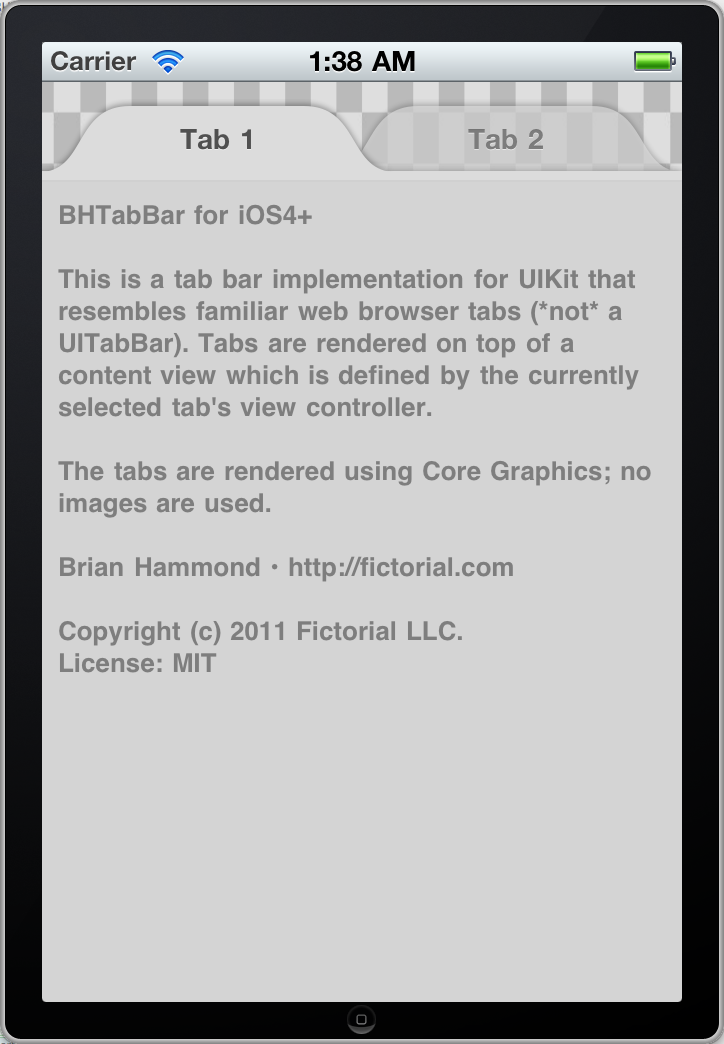 Carrier 1:38 AM
Tab 1 Tab 2
BHTabBar for iOS4+
This is a tab bar implementation for UIKit that
resembles familiar web browser tabs (*not* a
UITabBar). Tabs are rendered on top of a
content view which is defined by the currently
selected tab's view controller.
The tabs are rendered using Core Graphics; no
images are used.
Brian Hammond • http://fictorial.com
Copyright (c) 2011 Fictorial LLC.
License: MIT